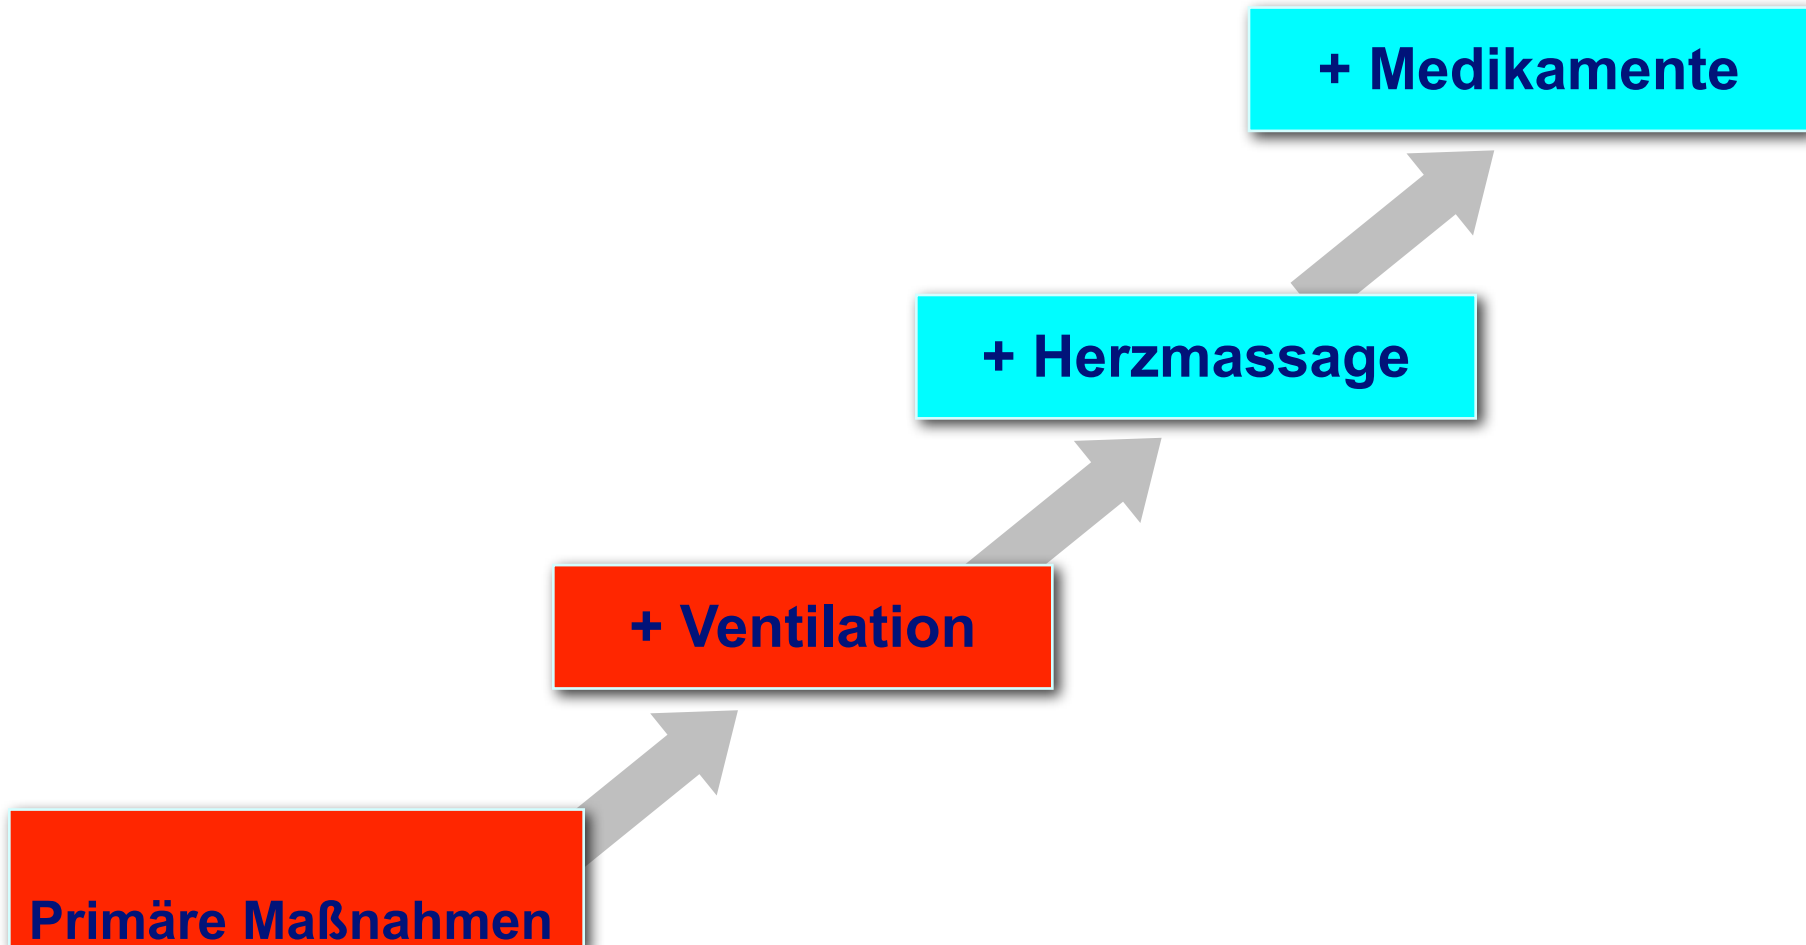 + Medikamente
+ Herzmassage
+ Ventilation
Primäre Maßnahmen